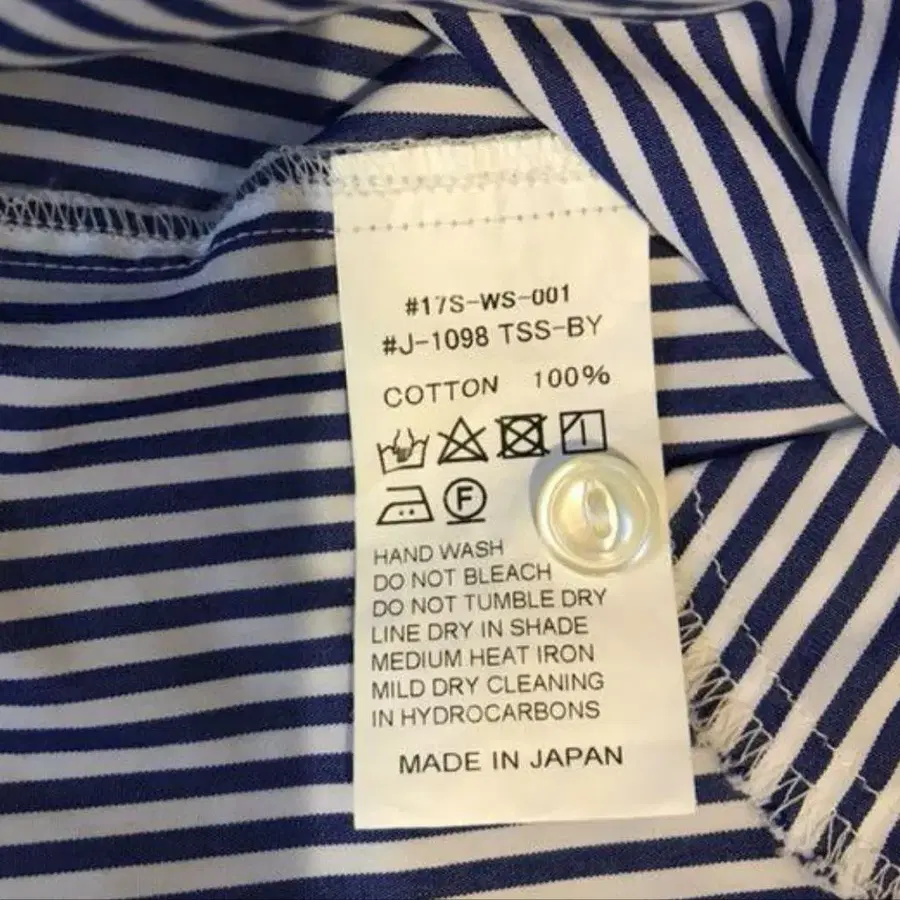 #17S-WS-001
#J-1098 TSS-BY
COTTON 100%
F
HAND WASH
DO NOT BLEACH
DO NOT TUMBLE DRY
LINE DRY IN SHADE
MEDIUM HEAT IRON
MILD DRY CLEANING
IN HYDROCARBONS
MADE IN JAPAN